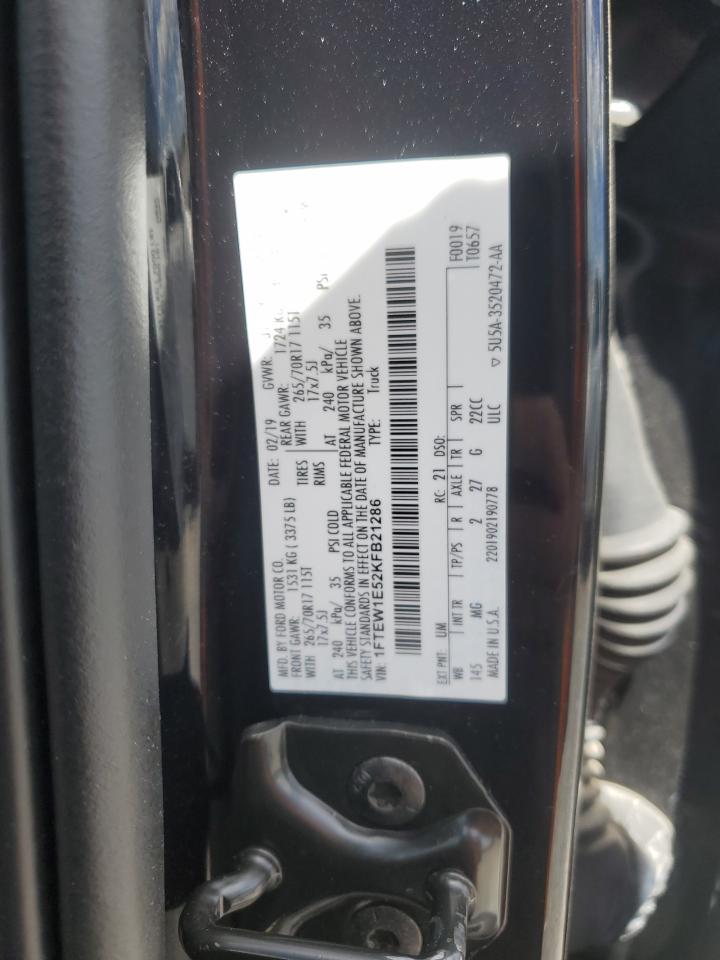 MFD. BY FORD MOTOR CO. DATE: 02/19 GVWR:
FRONT GAWR: 1531 KG ( 3375 LB) REAR GAWR: 1724 KG
WITH 265/70R17 115T TIRES WITH 265/70R17 115T
17x7.5J RIMS 17x7.5J
AT 240 kPa/ 35 PSI COLD AT 240 kPa/ 35 PSI
THIS VEHICLE CONFORMS TO ALL APPLICABLE FEDERAL MOTOR VEHICLE
SAFETY STANDARDS IN EFFECT ON THE DATE OF MANUFACTURE SHOWN ABOVE.
VIN: 1FTEW1E52KFB21286 TYPE: Truck
F0019
EXT PNT: UM RC: 21 DSO: T0657
WB INT TR TP/PS R AXLE TR SPR
145 MG 2 27 G 22CC
MADE IN U.S.A. 2201902190778 ULC ▽ 5U5A-3520472-AA